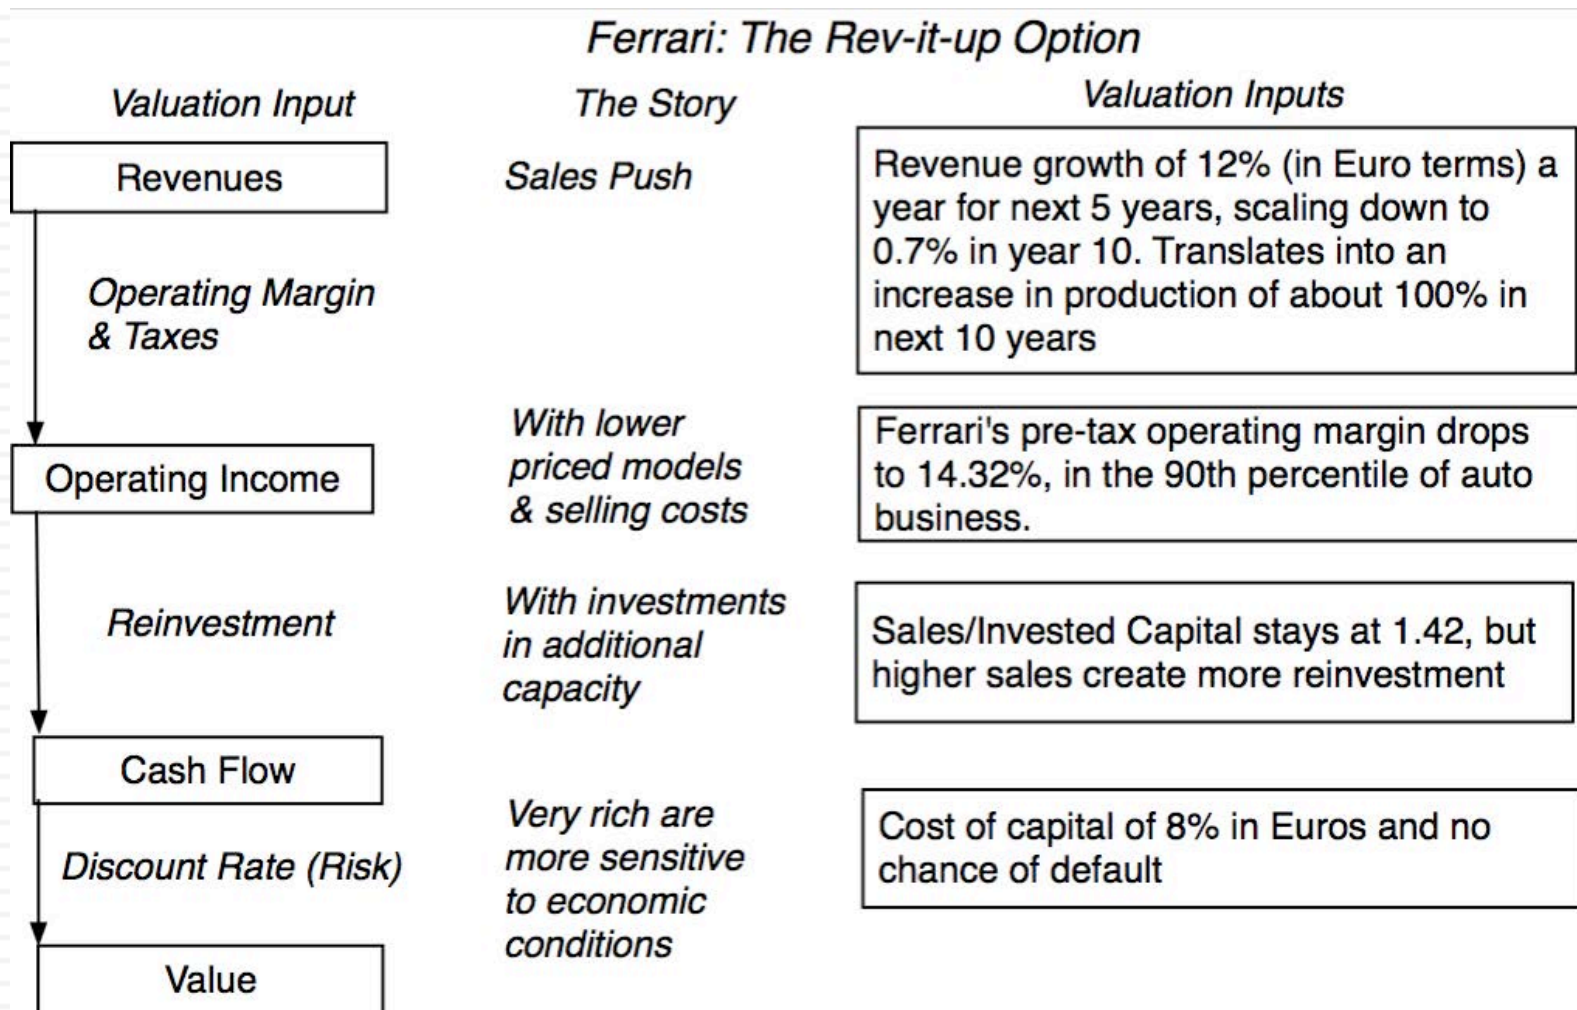 Ferrari: The Rev-it-up Option
Valuation Input
The Story
Valuation Inputs
Revenues
Sales Push
Revenue growth of 12% (in Euro terms) a
year for next 5 years, scaling down to
0.7% in year 10. Translates into an
increase in production of about 100% in
next 10 years
Operating Margin
& Taxes
Operating Income
With lower
priced models
& selling costs
Ferrari's pre-tax operating margin drops
to 14.32%, in the 90th percentile of auto
business.
Reinvestment
With investments
in additional
capacity
Sales/Invested Capital stays at 1.42, but
higher sales create more reinvestment
Cash Flow
Discount Rate (Risk)
Very rich are
more sensitive
to economic
conditions
Cost of capital of 8% in Euros and no
chance of default
Value